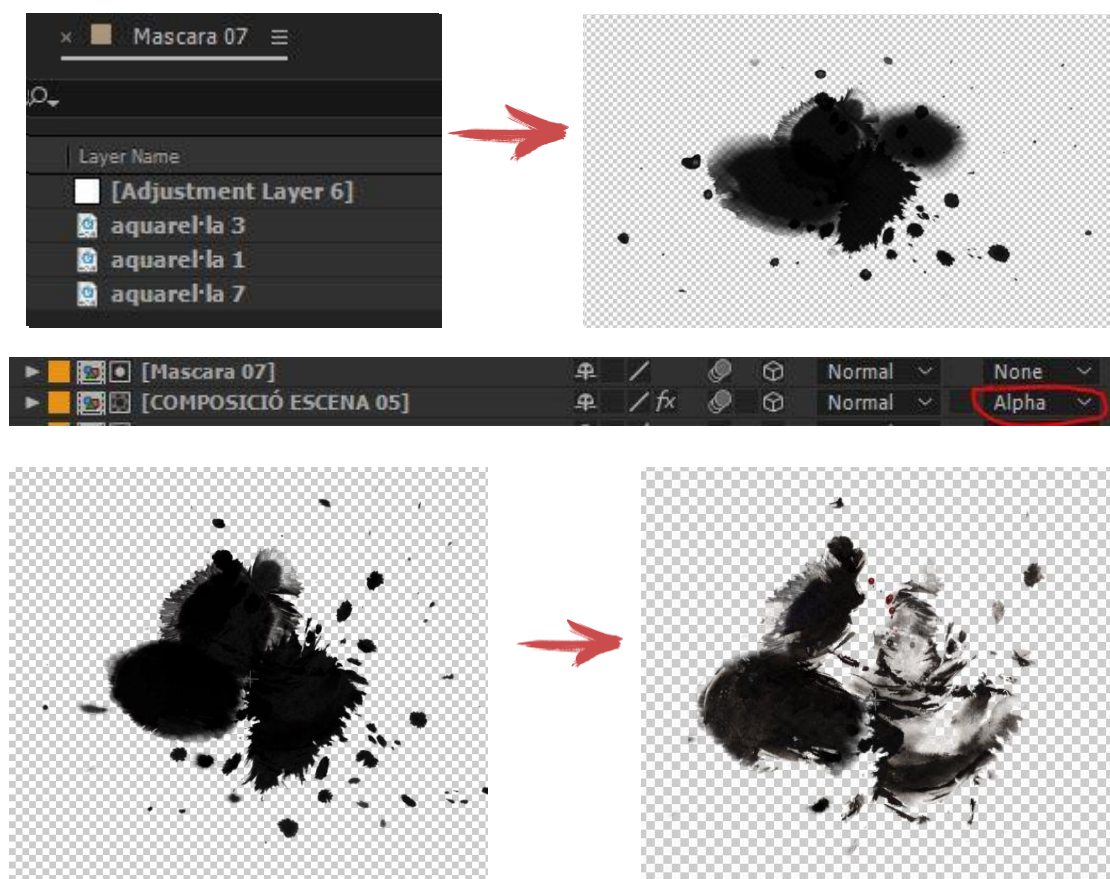 Mascara 07
Layer Name
[Adjustment Layer 6]
aquarel·la 3
aquarel·la 1
aquarel·la 7
[Mascara 07] Normal None
[COMPOSICIÓ ESCENA 05] fx Normal Alpha